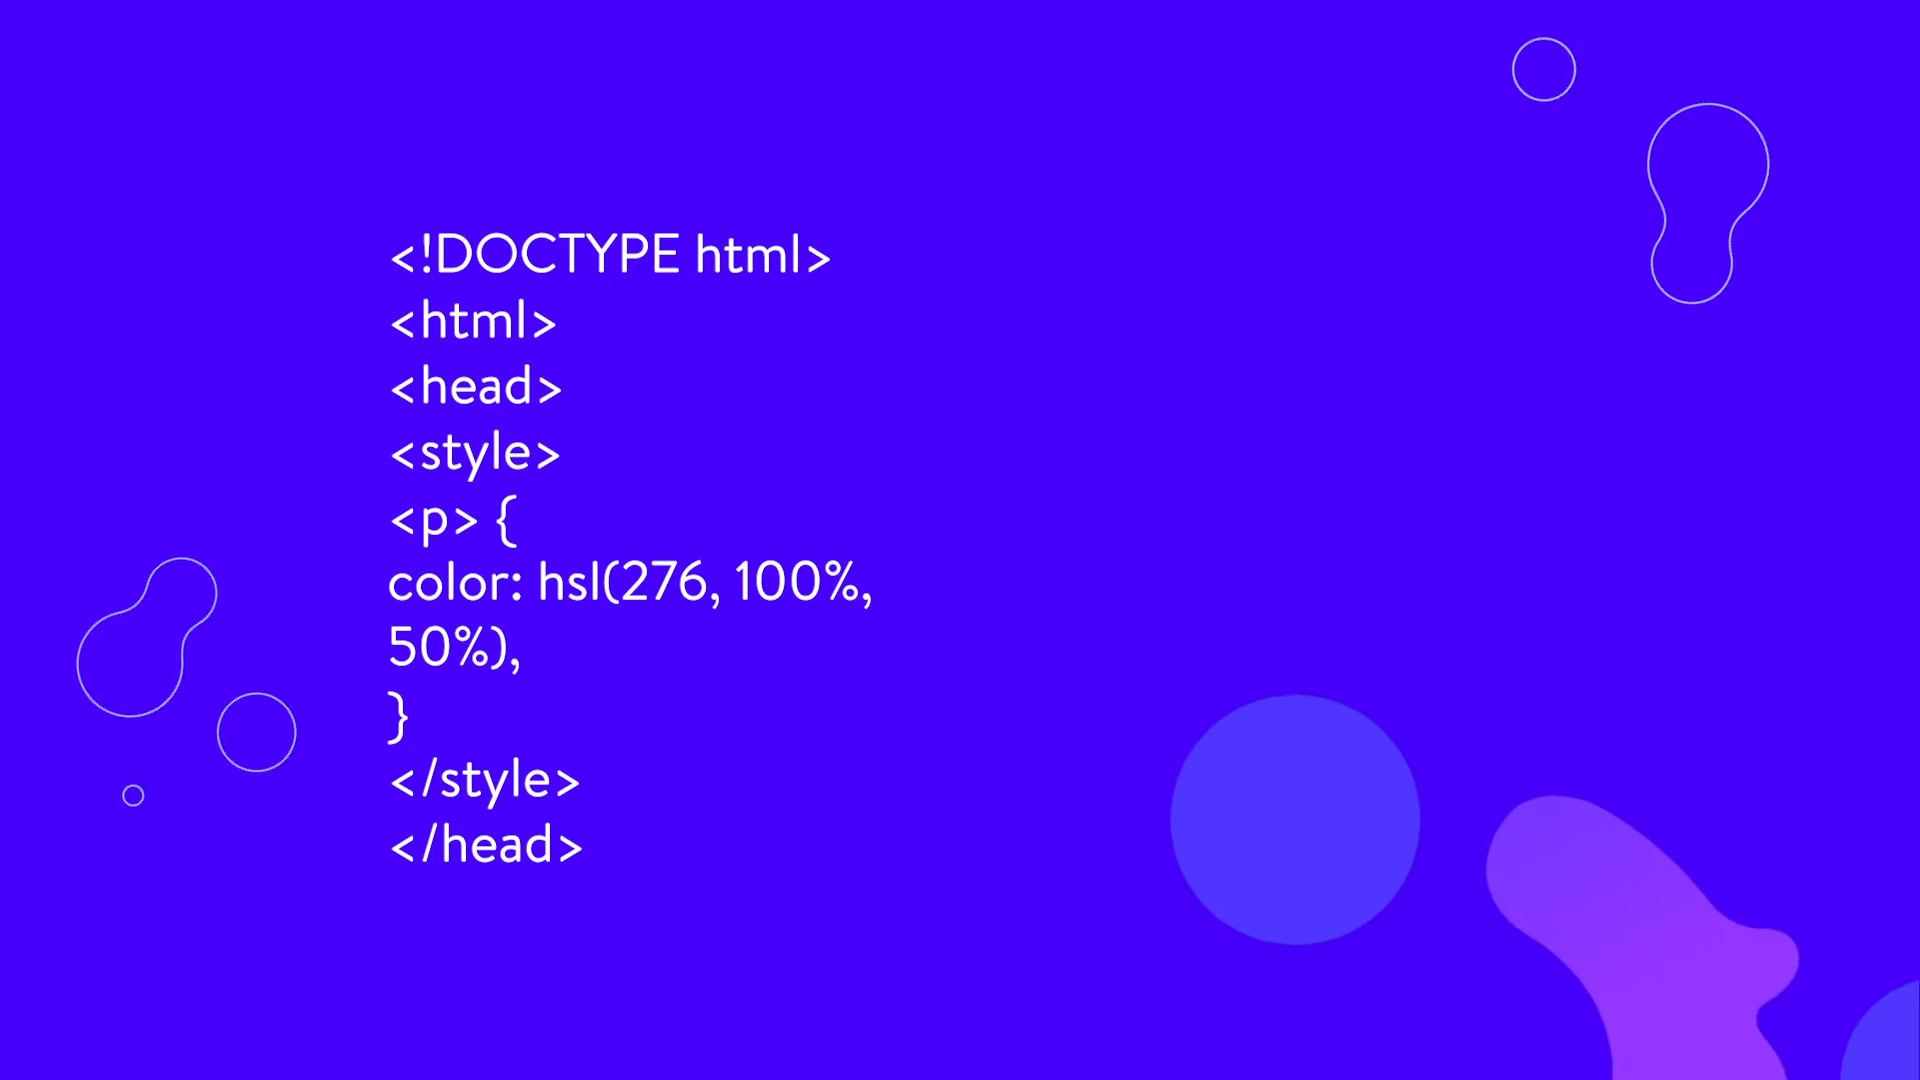 <!DOCTYPE html>
<html>
<head>
<style>
<p> {
color: hsl(276, 100%,
50%),
}
</style>
</head>